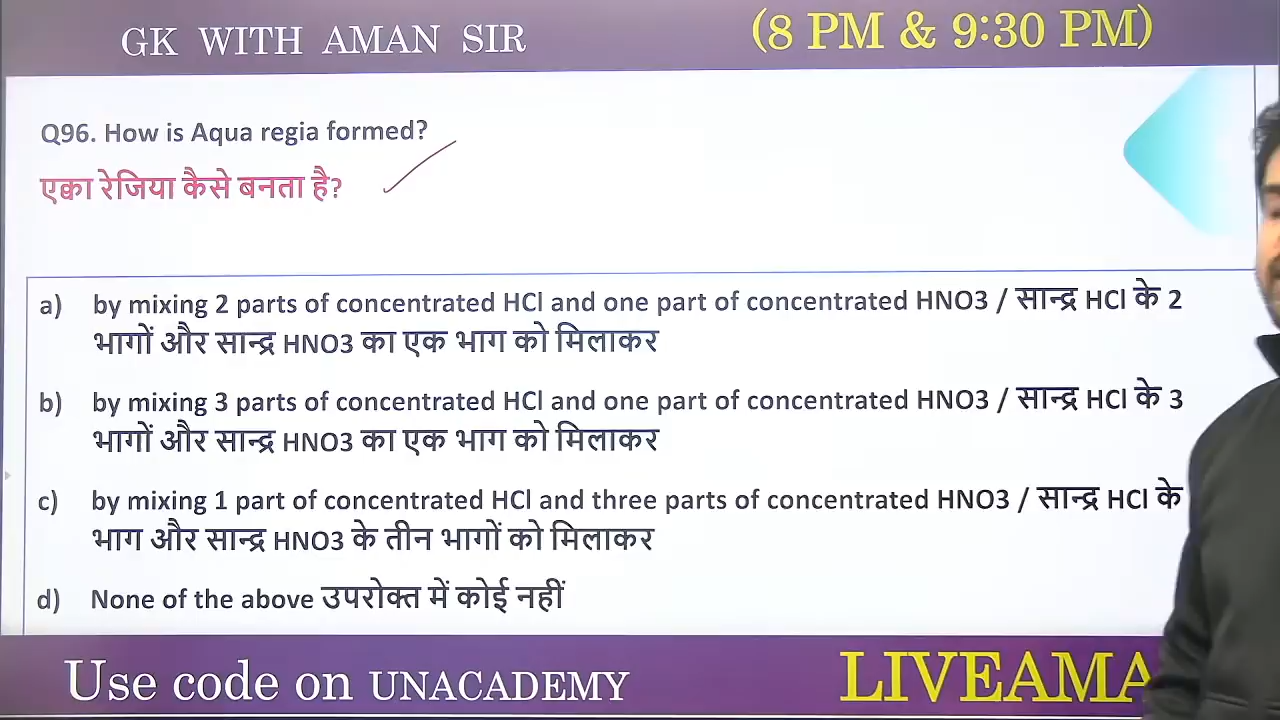 GK WITH AMAN SIR
(8 PM & 9:30 PM)
Q96. How is Aqua regia formed?
एक्वा रेजिया कैसे बनता है?
a) by mixing 2 parts of concentrated HCl and one part of concentrated HNO3 / सान्द्र HCl के 2
भागों और सान्द्र HNO3 का एक भाग को मिलाकर
b) by mixing 3 parts of concentrated HCl and one part of concentrated HNO3 / सान्द्र HCl के 3
भागों और सान्द्र HNO3 का एक भाग को मिलाकर
c) by mixing 1 part of concentrated HCl and three parts of concentrated HNO3 / सान्द्र HCl के
भाग और सान्द्र HNO3 के तीन भागों को मिलाकर
d) None of the above उपरोक्त में कोई नहीं
Use code on UNACADEMY
LIVEAMA